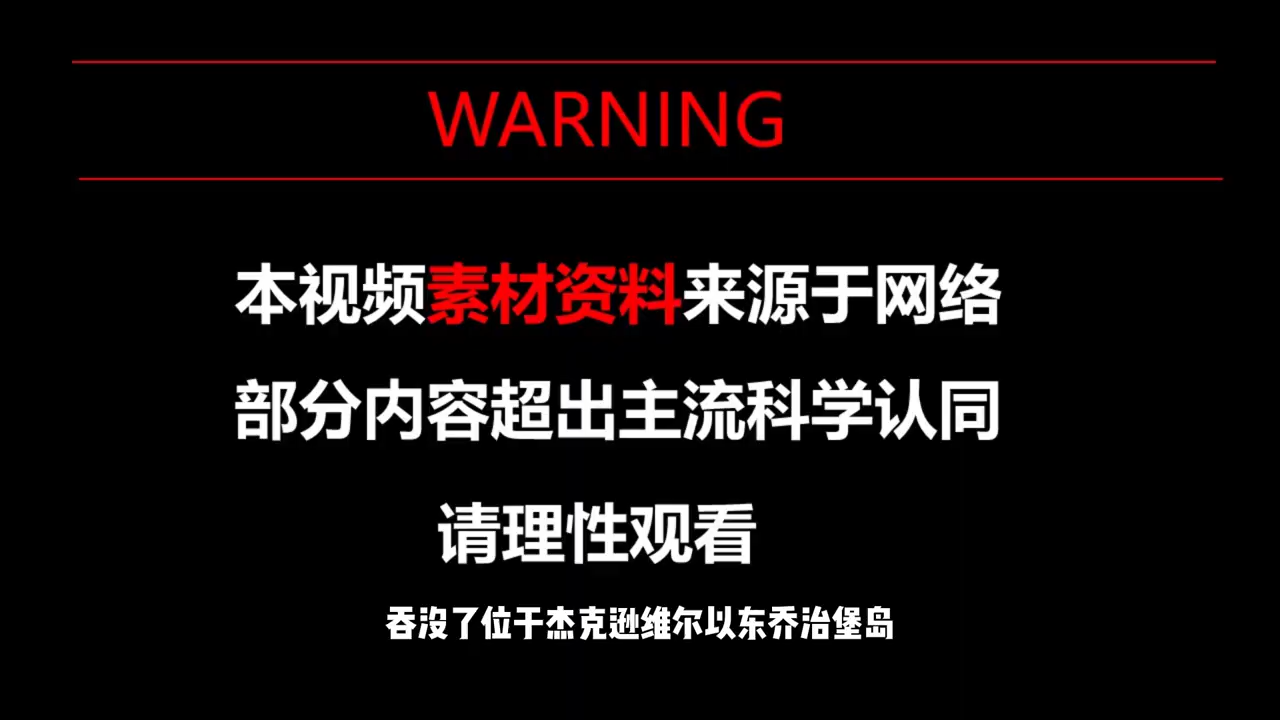 WARNING
本视频素材资料来源于网络
部分内容超出主流科学认同
请理性观看
吞没了位于杰克逊维尔以东乔治堡岛